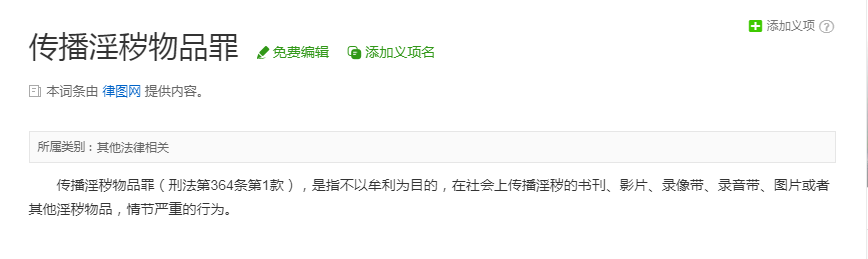 添加义项 ?
传播淫秽物品罪 免费编辑 添加义项名
本词条由 律图网 提供内容。
所属类别：其他法律相关
传播淫秽物品罪（刑法第364条第1款），是指不以牟利为目的，在社会上传播淫秽的书刊、影片、录像带、录音带、图片或者
其他淫秽物品，情节严重的行为。